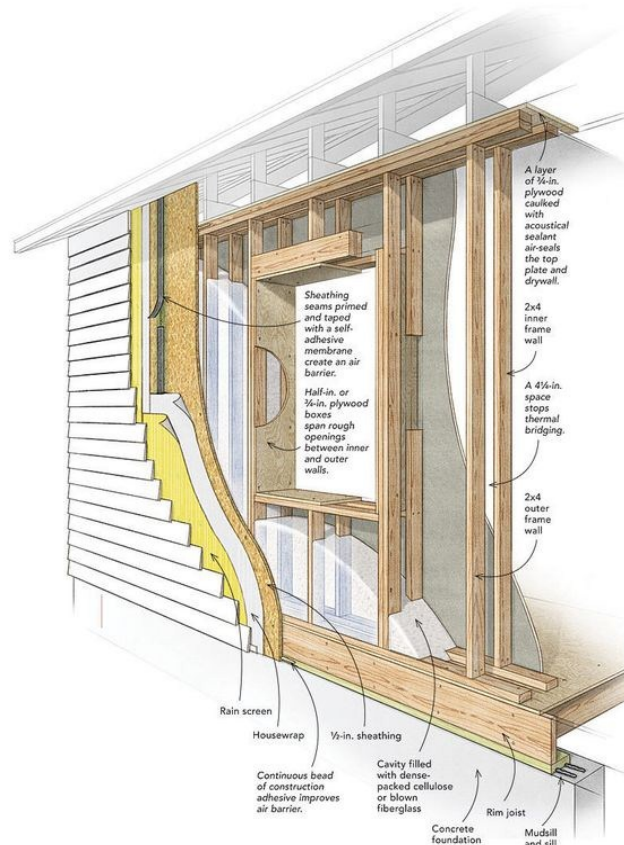 A layer
of ¾-in.
plywood
caulked
with
acoustical
sealant
air-seals
the top
plate and
drywall.
Sheathing
seams primed
and taped
with a self-
adhesive
membrane
create an air
barrier.
2x4
inner
frame
wall
Half-in. or
¾-in. plywood
boxes
span rough
openings
between inner
and outer
walls.
A 4¼-in.
space
stops
thermal
bridging.
2x4
outer
frame
wall
Rain screen
Housewrap
½-in. sheathing
Continuous bead
of construction
adhesive improves
air barrier.
Cavity filled
with dense-
packed cellulose
or blown
fiberglass
Rim joist
Concrete
foundation
Mudsill
and sill